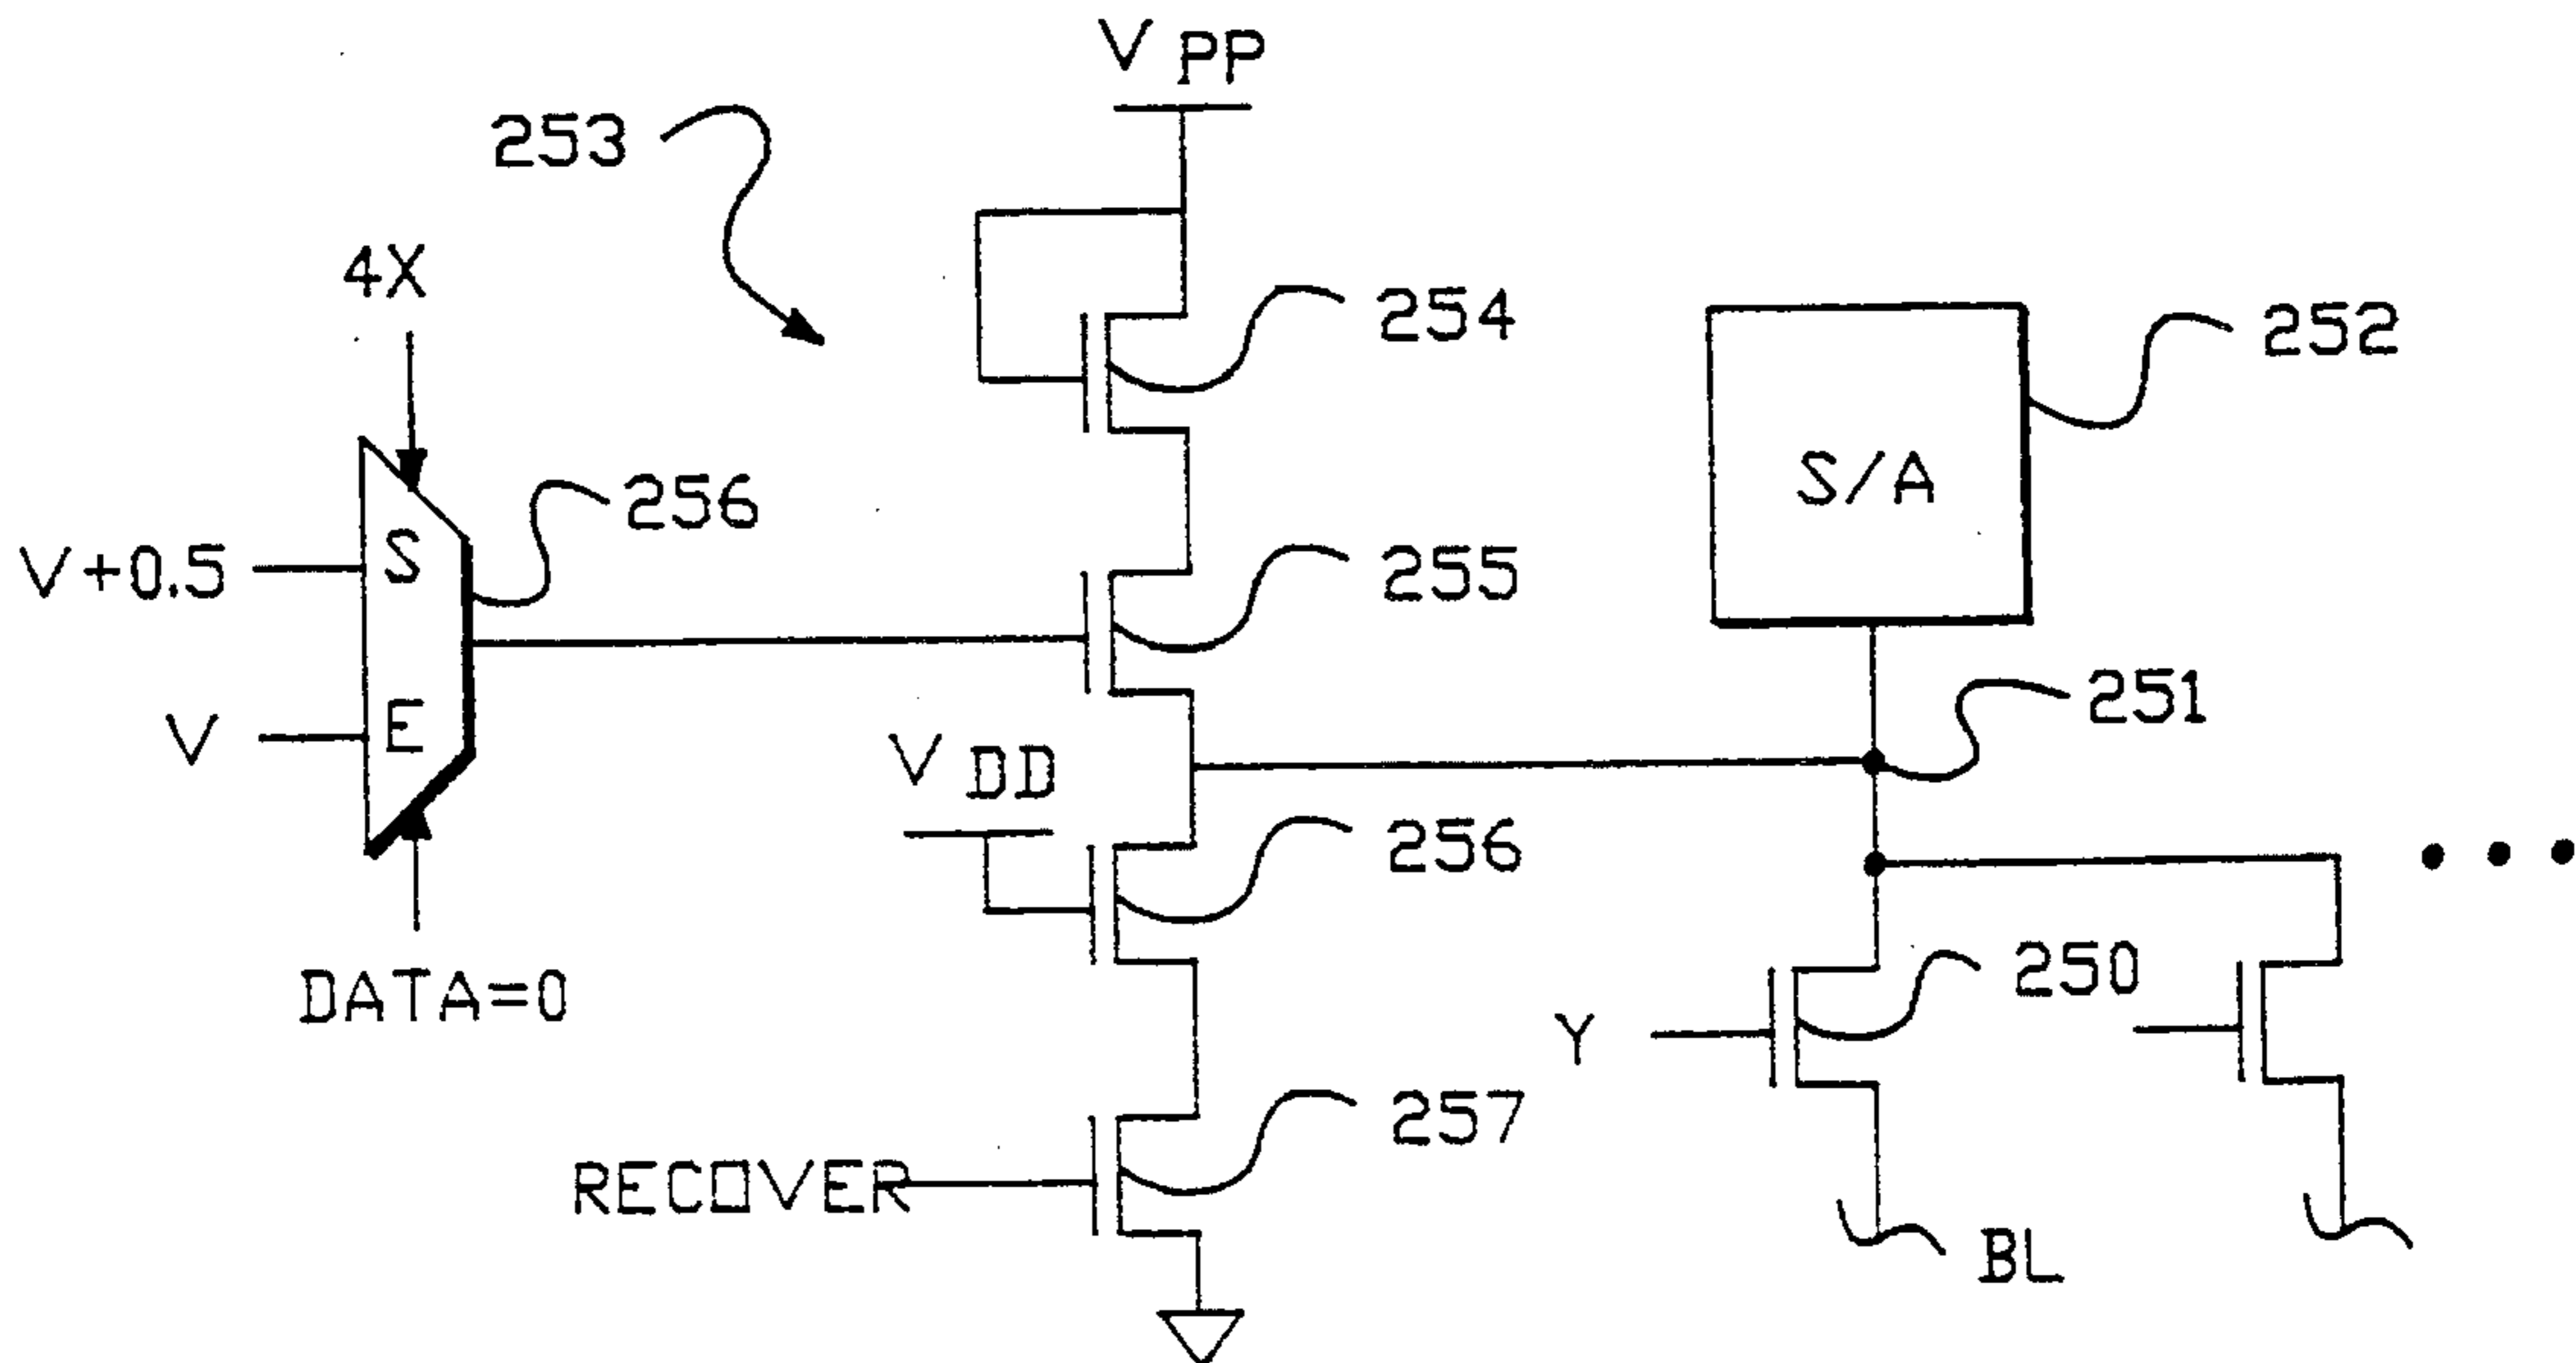 V PP
253
4X
254
252
S/A
256
V+0.5
S
255
E
V
251
V DD
256
DATA=0
250
Y
257
RECOVER
BL